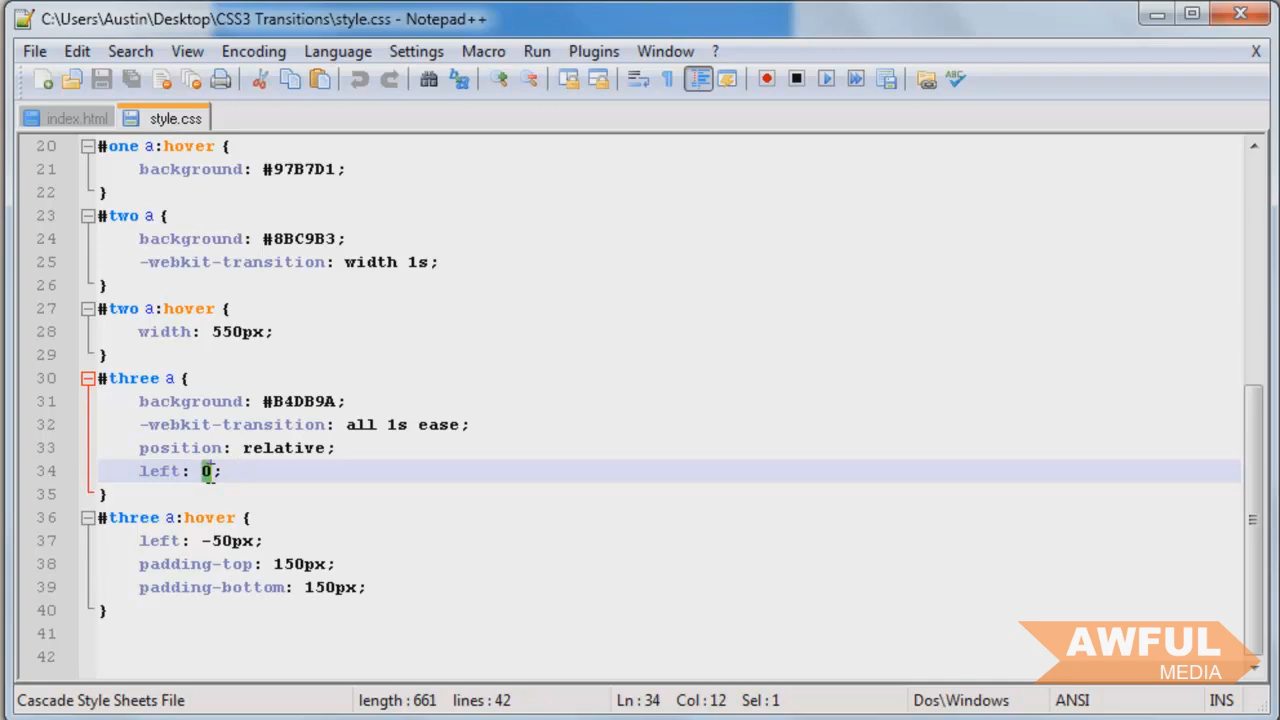 C:\Users\Austin\Desktop\CSS3 Transitions\style.css - Notepad++
File Edit Search View Encoding Language Settings Macro Run Plugins Window ? X
index.html style.css
20 #one a:hover {
21 background: #97B7D1;
22 }
23 #two a {
24 background: #8BC9B3;
25 -webkit-transition: width 1s;
26 }
27 #two a:hover {
28 width: 550px;
29 }
30 #three a {
31 background: #B4DB9A;
32 -webkit-transition: all 1s ease;
33 position: relative;
34 left: 0;
35 }
36 #three a:hover {
37 left: -50px;
38 padding-top: 150px;
39 padding-bottom: 150px;
40 }
41
42
AWFUL
MEDIA
Cascade Style Sheets File length : 661 lines : 42 Ln : 34 Col : 12 Sel : 1 Dos\Windows ANSI INS